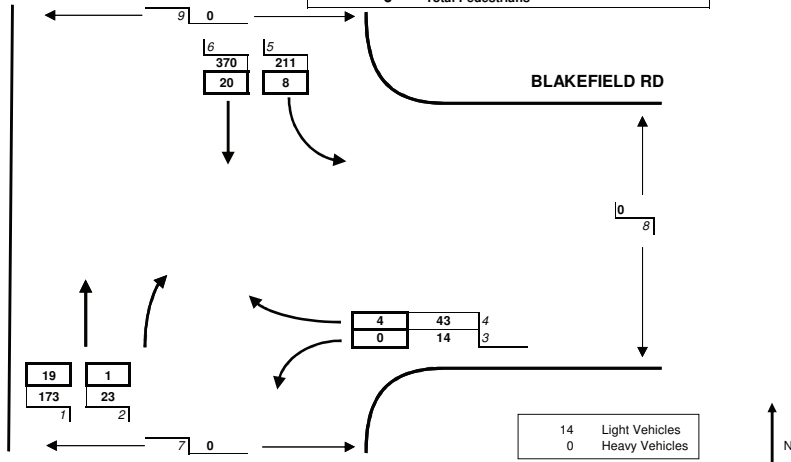 Total Pedestrians
9 0
6 5
370 211
20 8
BLAKEFIELD RD
0
8
4 43 4
0 14 3
19 1
173 23
1 2
7 0
14 Light Vehicles
0 Heavy Vehicles
N